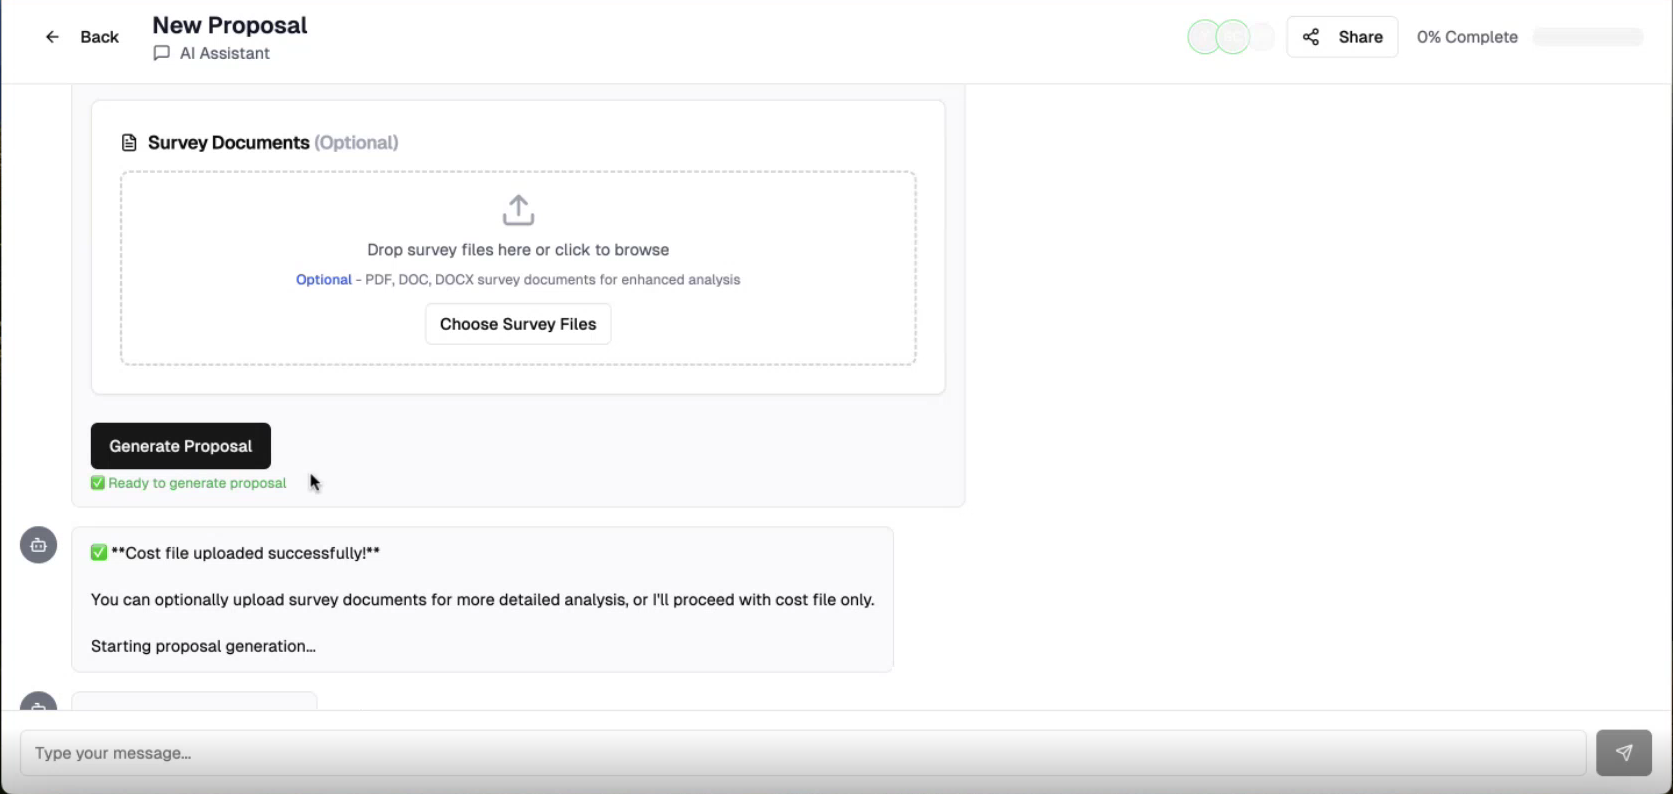 Back
New Proposal
AI Assistant
Share
0% Complete
Survey Documents (Optional)
Drop survey files here or click to browse
Optional - PDF, DOC, DOCX survey documents for enhanced analysis
Choose Survey Files
Generate Proposal
✅ Ready to generate proposal
✅ **Cost file uploaded successfully!**
You can optionally upload survey documents for more detailed analysis, or I'll proceed with cost file only.
Starting proposal generation...
Type your message...